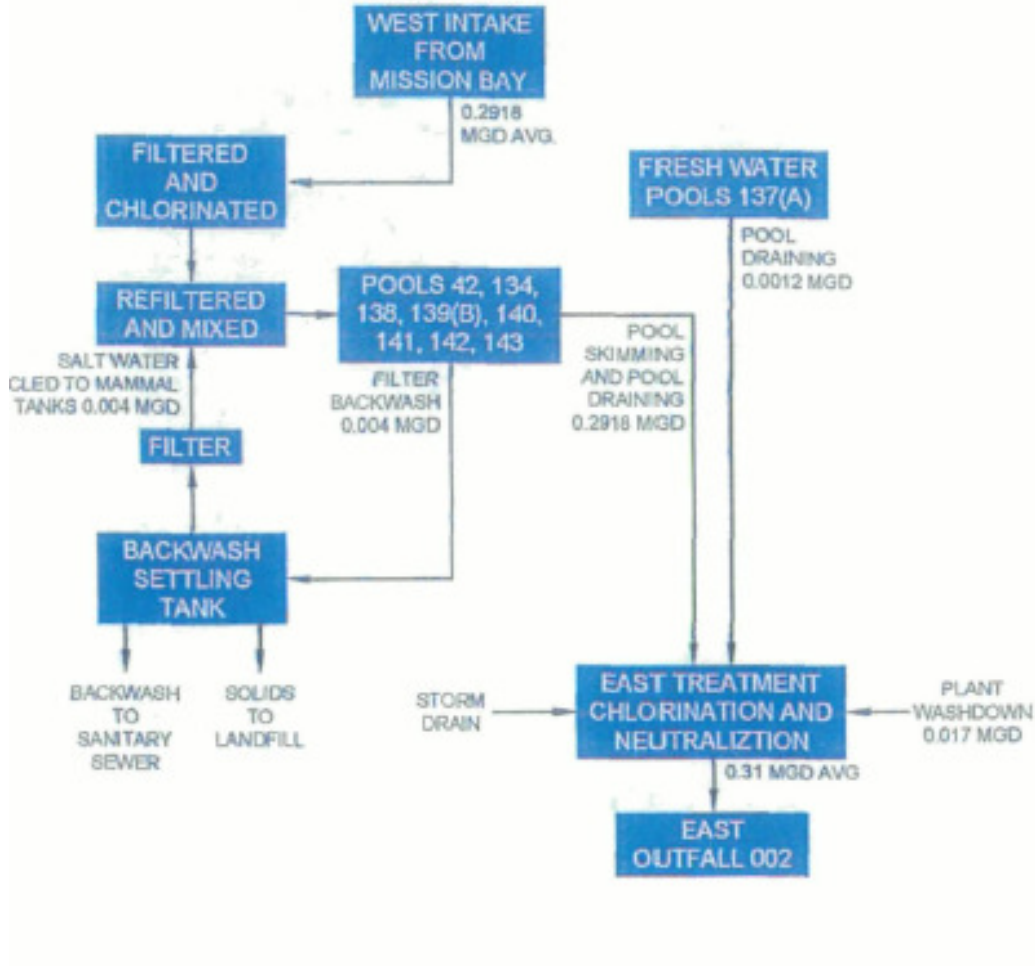 WEST INTAKE
FROM
MISSION BAY
0.2918
MGD AVG.
FILTERED
AND
CHLORINATED
FRESH WATER
POOLS 137(A)
POOL
DRAINING
0.0012 MGD
REFILTERED
AND MIXED
POOLS 42, 134,
138, 139(B), 140,
141, 142, 143
SALT WATER
CLED TO MAMMAL
TANKS 0.004 MGD
FILTER
BACKWASH
0.004 MGD
POOL
SKIMMING
AND POOL
DRAINING
0.2918 MGD
FILTER
BACKWASH
SETTLING
TANK
BACKWASH
TO
SANITARY
SEWER
SOLIDS
TO
LANDFILL
STORM
DRAIN
EAST TREATMENT
CHLORINATION AND
NEUTRALIZTION
PLANT
WASHDOWN
0.017 MGD
0.31 MGD AVG
EAST
OUTFALL 002